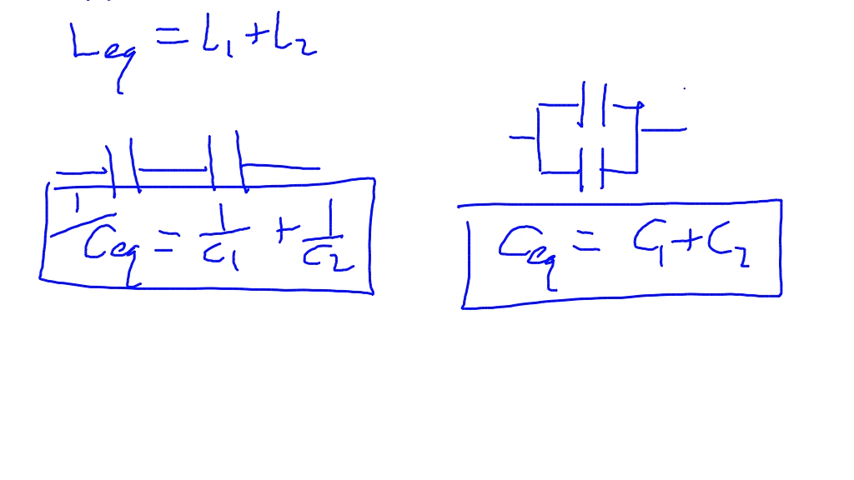 Leq = L1 + L2
1/Ceq = 1/C1 + 1/C2
Ceq = C1 + C2